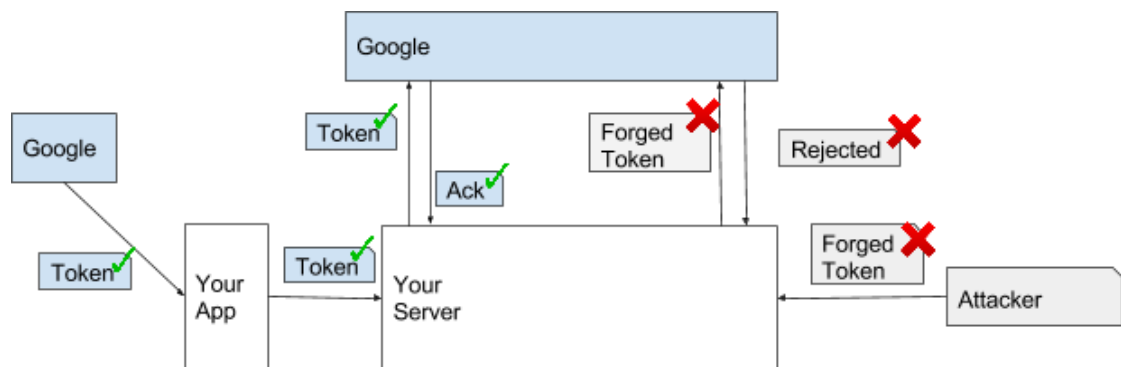 Google
Token
Forged
Token
Rejected
Google
Ack
Token
Token
Your
App
Your
Server
Forged
Token
Attacker